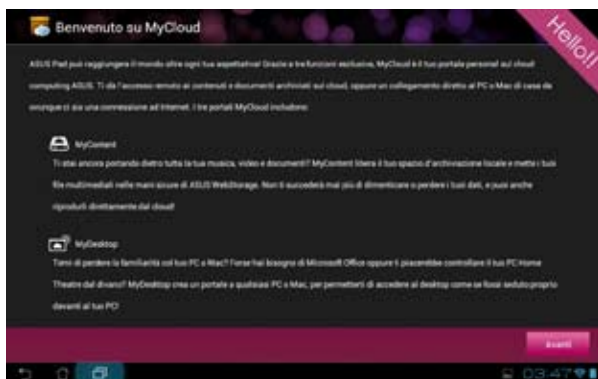 Benvenuto su MyCloud
Hello!!
ASUS Pad può raggiungere il mondo oltre ogni tua aspettativa! Grazie a tre funzioni esclusive, MyCloud è il tuo portale personal sul cloud
computing ASUS. Ti da l'accesso remoto ai contenuti e documenti archiviati sul cloud, oppure un collegamento diretto al PC o Mac di casa da
ovunque ci sia una connessione ad Internet. I tre portali MyCloud includono:
MyContent
Ti stai ancora portando dietro tutta la tua musica, video e documenti? MyContent libera il tuo spazio d'archiviazione locale e mette i tuoi
file multimediali nelle mani sicure di ASUS WebStorage. Non ti succederà mai più di dimenticare o perdere i tuoi dati, e puoi anche
riprodurli direttamente dal cloud!
MyDesktop
Temi di perdere la familiarità col tuo PC o Mac? Forse hai bisogno di Microsoft Office oppure ti piacerebbe controllare il tuo PC Home
Theatre dal divano? MyDesktop crea un portale a qualsiasi PC o Mac, per permetterti di accedere al desktop come se fossi seduto proprio
davanti al tuo PC!
avanti
03:47